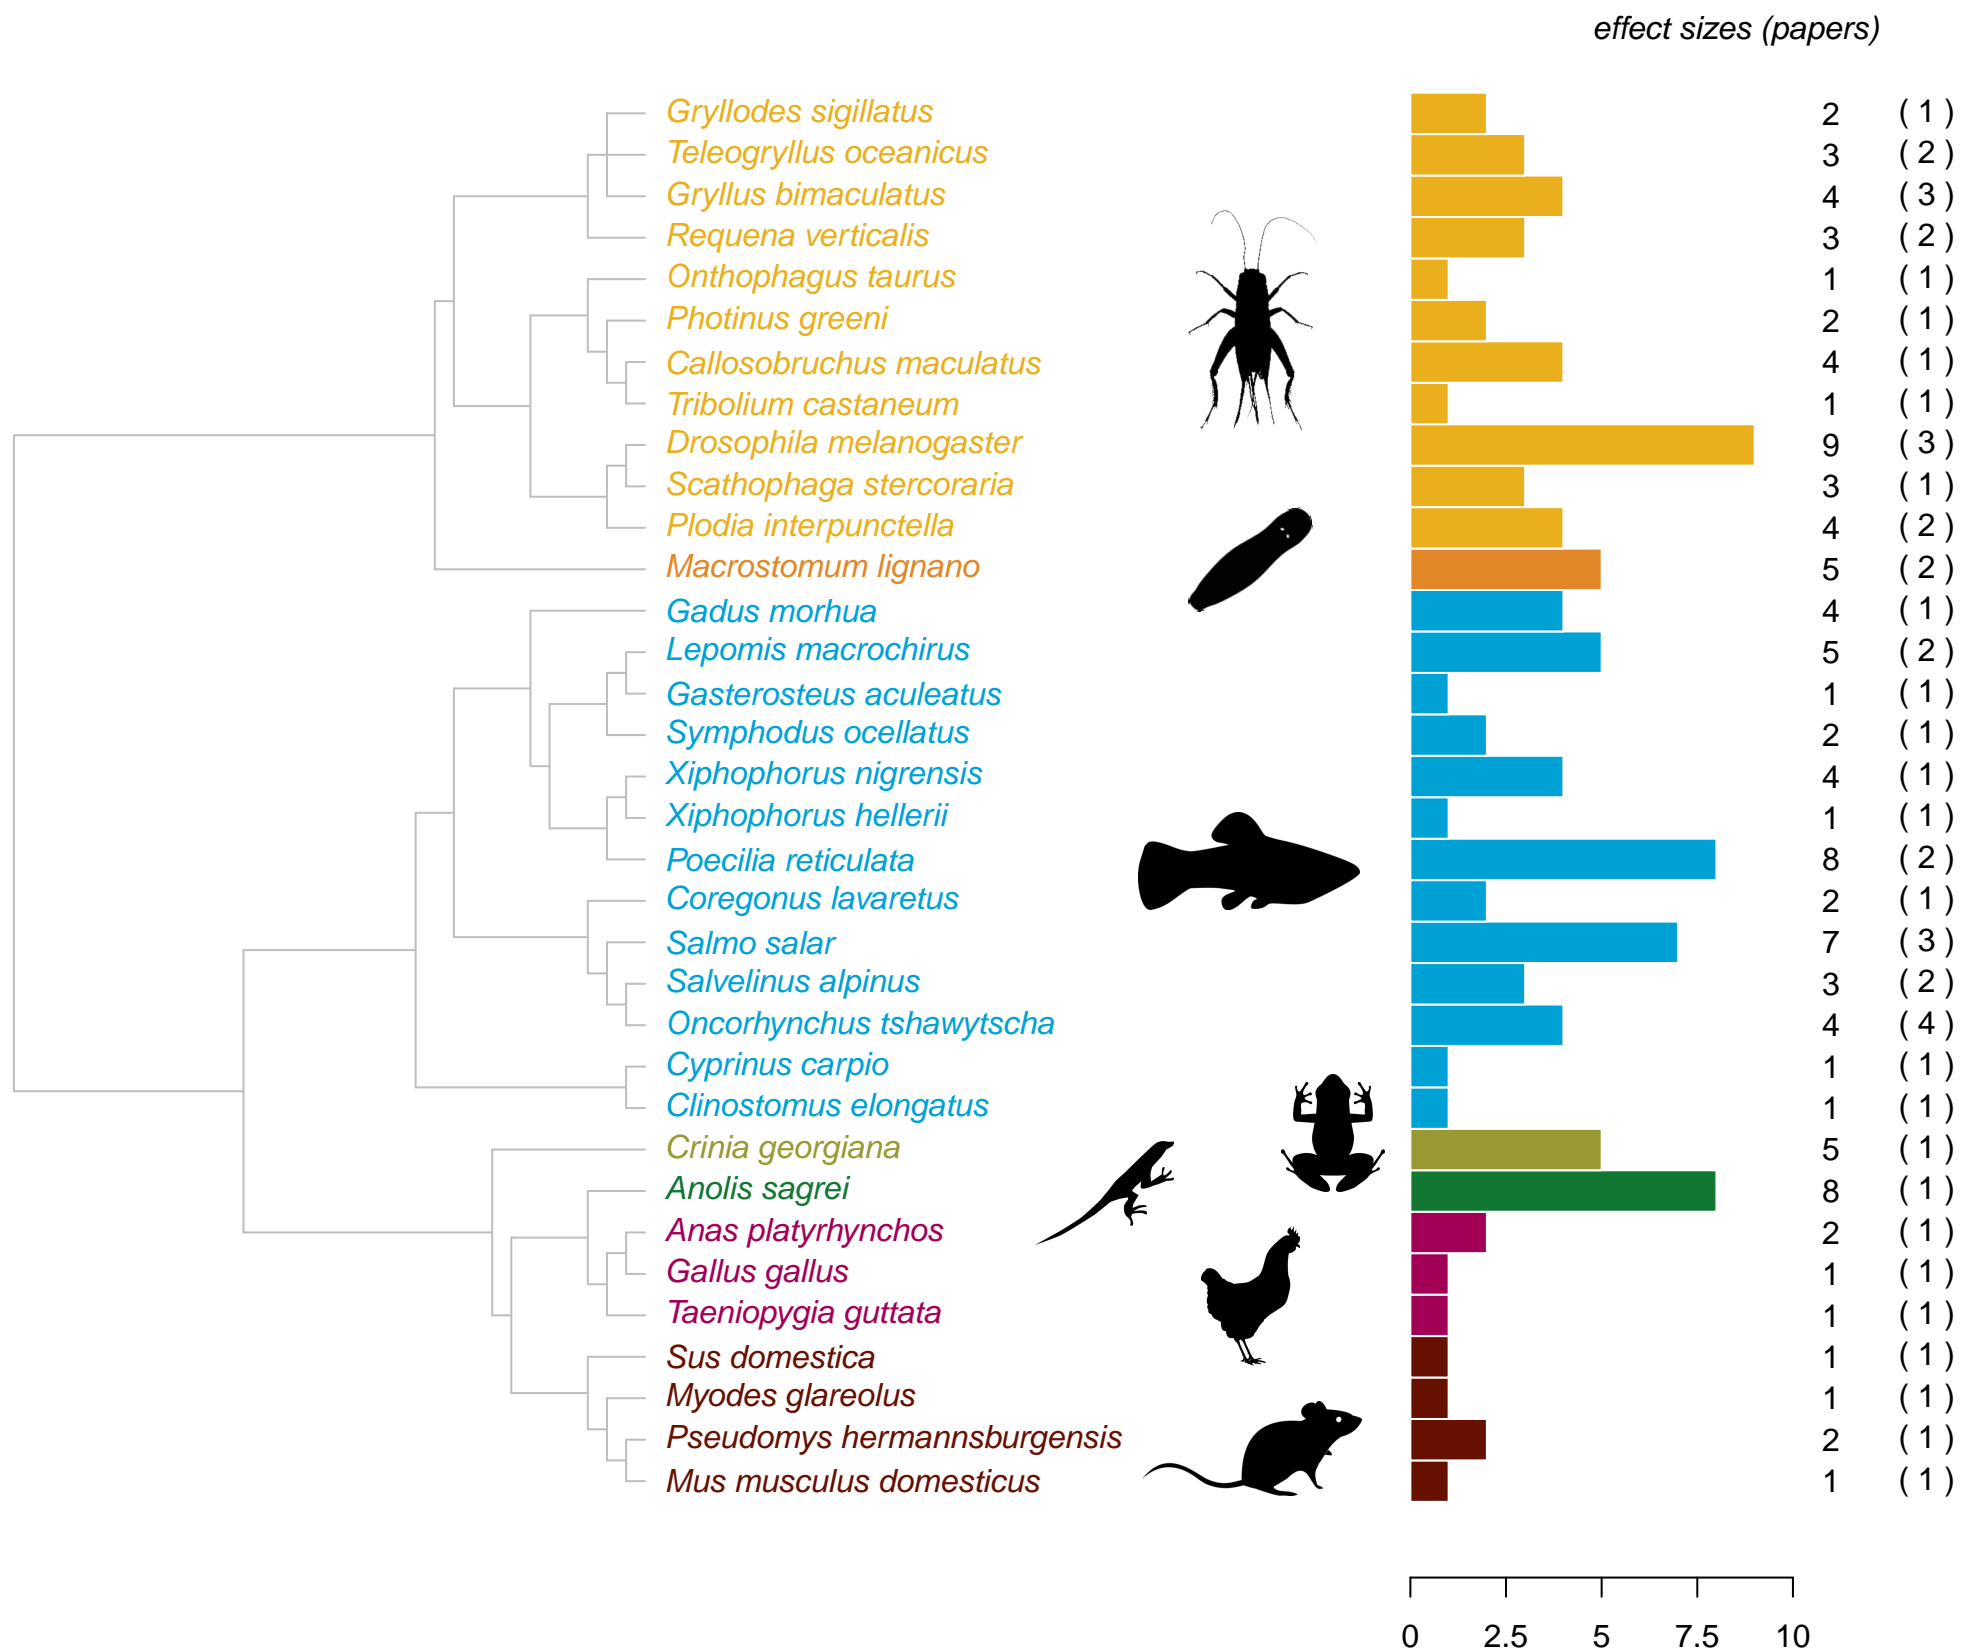 effect sizes (papers)
Gryllodes sigillatus 2 ( 1 )
Teleogryllus oceanicus 3 ( 2 )
Gryllus bimaculatus 4 ( 3 )
Requena verticalis 3 ( 2 )
Onthophagus taurus 1 ( 1 )
Photinus greeni 2 ( 1 )
Callosobruchus maculatus 4 ( 1 )
Tribolium castaneum 1 ( 1 )
Drosophila melanogaster 9 ( 3 )
Scathophaga stercoraria 3 ( 1 )
Plodia interpunctella 4 ( 2 )
Macrostomum lignano 5 ( 2 )
Gadus morhua 4 ( 1 )
Lepomis macrochirus 5 ( 2 )
Gasterosteus aculeatus 1 ( 1 )
Symphodus ocellatus 2 ( 1 )
Xiphophorus nigrensis 4 ( 1 )
Xiphophorus hellerii 1 ( 1 )
Poecilia reticulata 8 ( 2 )
Coregonus lavaretus 2 ( 1 )
Salmo salar 7 ( 3 )
Salvelinus alpinus 3 ( 2 )
Oncorhynchus tshawytscha 4 ( 4 )
Cyprinus carpio 1 ( 1 )
Clinostomus elongatus 1 ( 1 )
Crinia georgiana 5 ( 1 )
Anolis sagrei 8 ( 1 )
Anas platyrhynchos 2 ( 1 )
Gallus gallus 1 ( 1 )
Taeniopygia guttata 1 ( 1 )
Sus domestica 1 ( 1 )
Myodes glareolus 1 ( 1 )
Pseudomys hermannsburgensis 2 ( 1 )
Mus musculus domesticus 1 ( 1 )
0 2.5 5 7.5 10